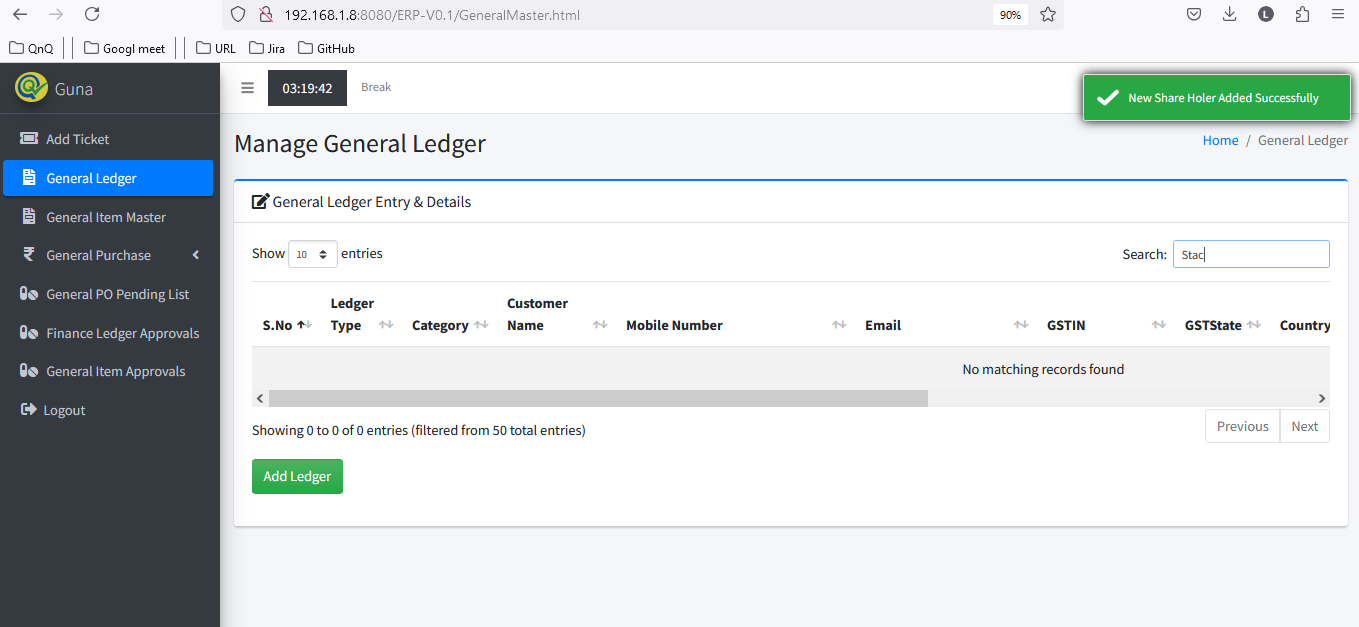 192.168.1.8:8080/ERP-V0.1/GeneralMaster.html
90%
L
QnQ
Googl meet
URL
Jira
GitHub
Guna
03:19:42
Break
New Share Holer Added Successfully
Add Ticket
General Ledger
General Item Master
General Purchase
General PO Pending List
Finance Ledger Approvals
General Item Approvals
Logout
Manage General Ledger
Home / General Ledger
General Ledger Entry & Details
Show 10 entries
Search: Stac
S.No
Ledger Type
Category
Customer Name
Mobile Number
Email
GSTIN
GSTState
Country
No matching records found
Showing 0 to 0 of 0 entries (filtered from 50 total entries)
Previous
Next
Add Ledger